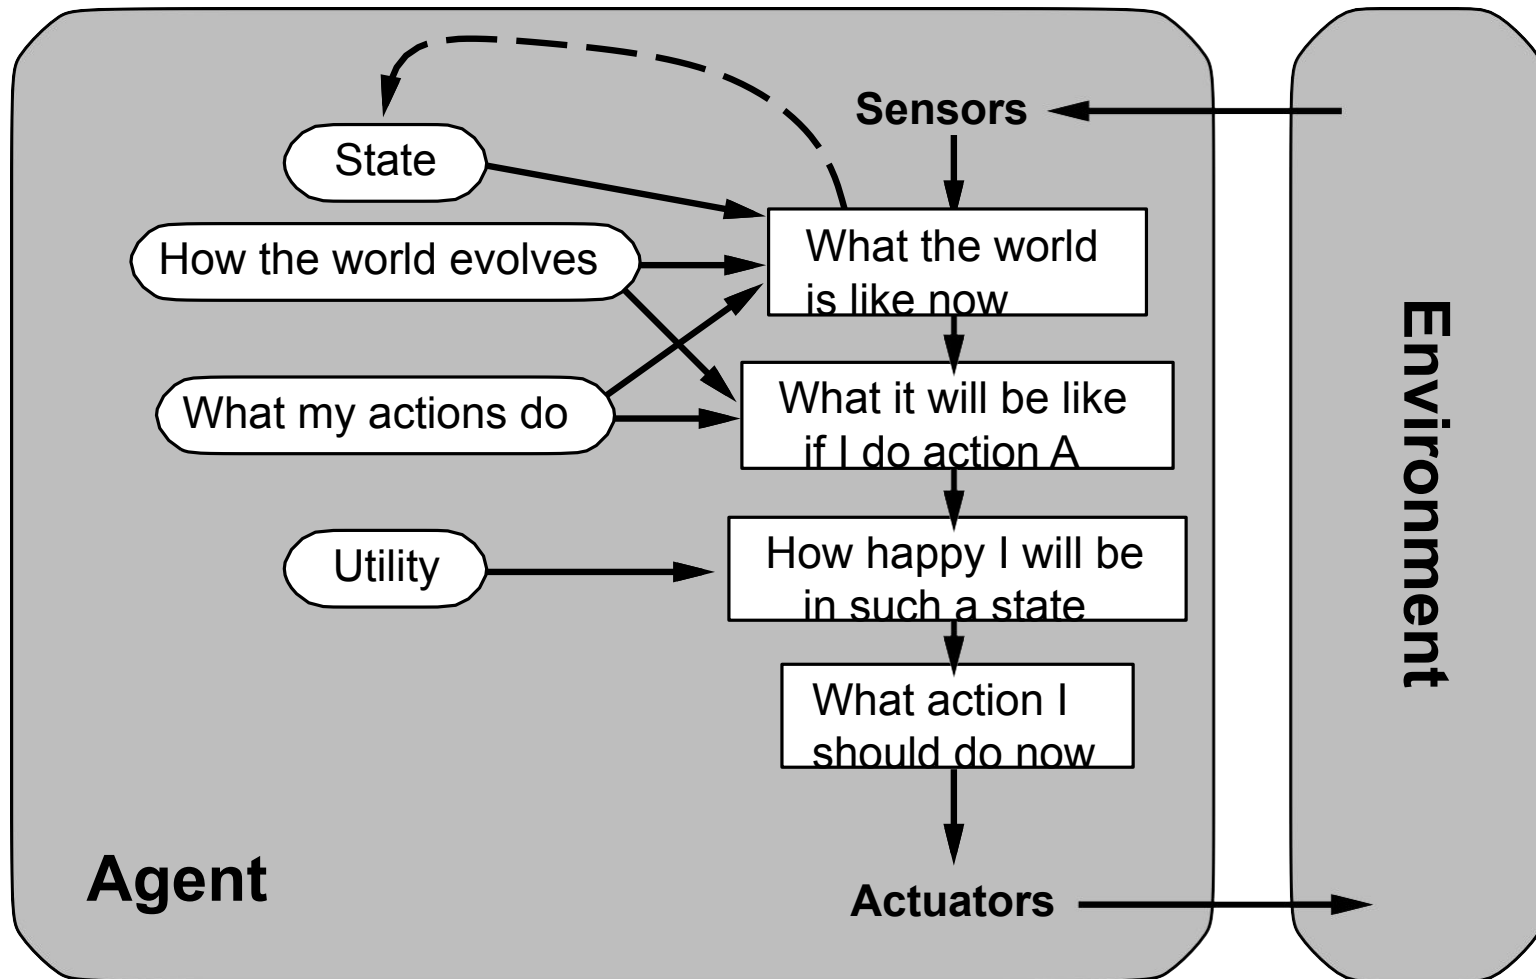 Sensors
State
How the world evolves
What the world
is like now
What my actions do
What it will be like
if I do action A
Utility
How happy I will be
in such a state
What action I
should do now
Agent
Actuators
Environment